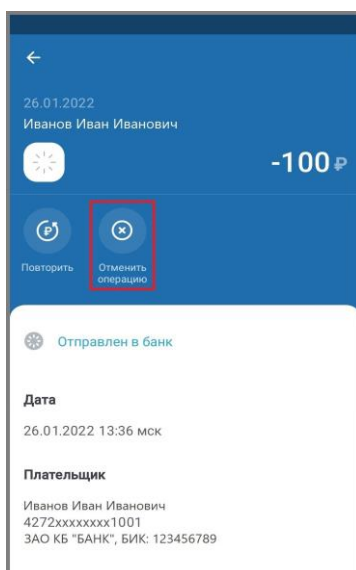 26.01.2022
Иванов Иван Иванович
-100 ₽
Повторить
Отменить
операцию
Отправлен в банк
Дата
26.01.2022 13:36 мск
Плательщик
Иванов Иван Иванович
4272xxxxxxxx1001
ЗАО КБ "БАНК", БИК: 123456789